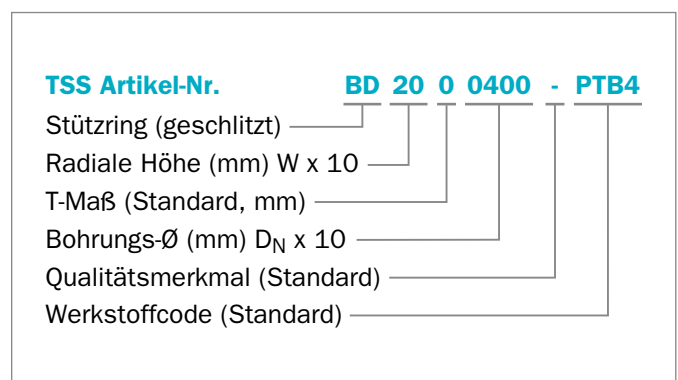 TSS Artikel-Nr. BD 20 0 0400 - PTB4
Stützring (geschlitzt)
Radiale Höhe (mm) W x 10
T-Maß (Standard, mm)
Bohrungs-Ø (mm) DN x 10
Qualitätsmerkmal (Standard)
Werkstoffcode (Standard)